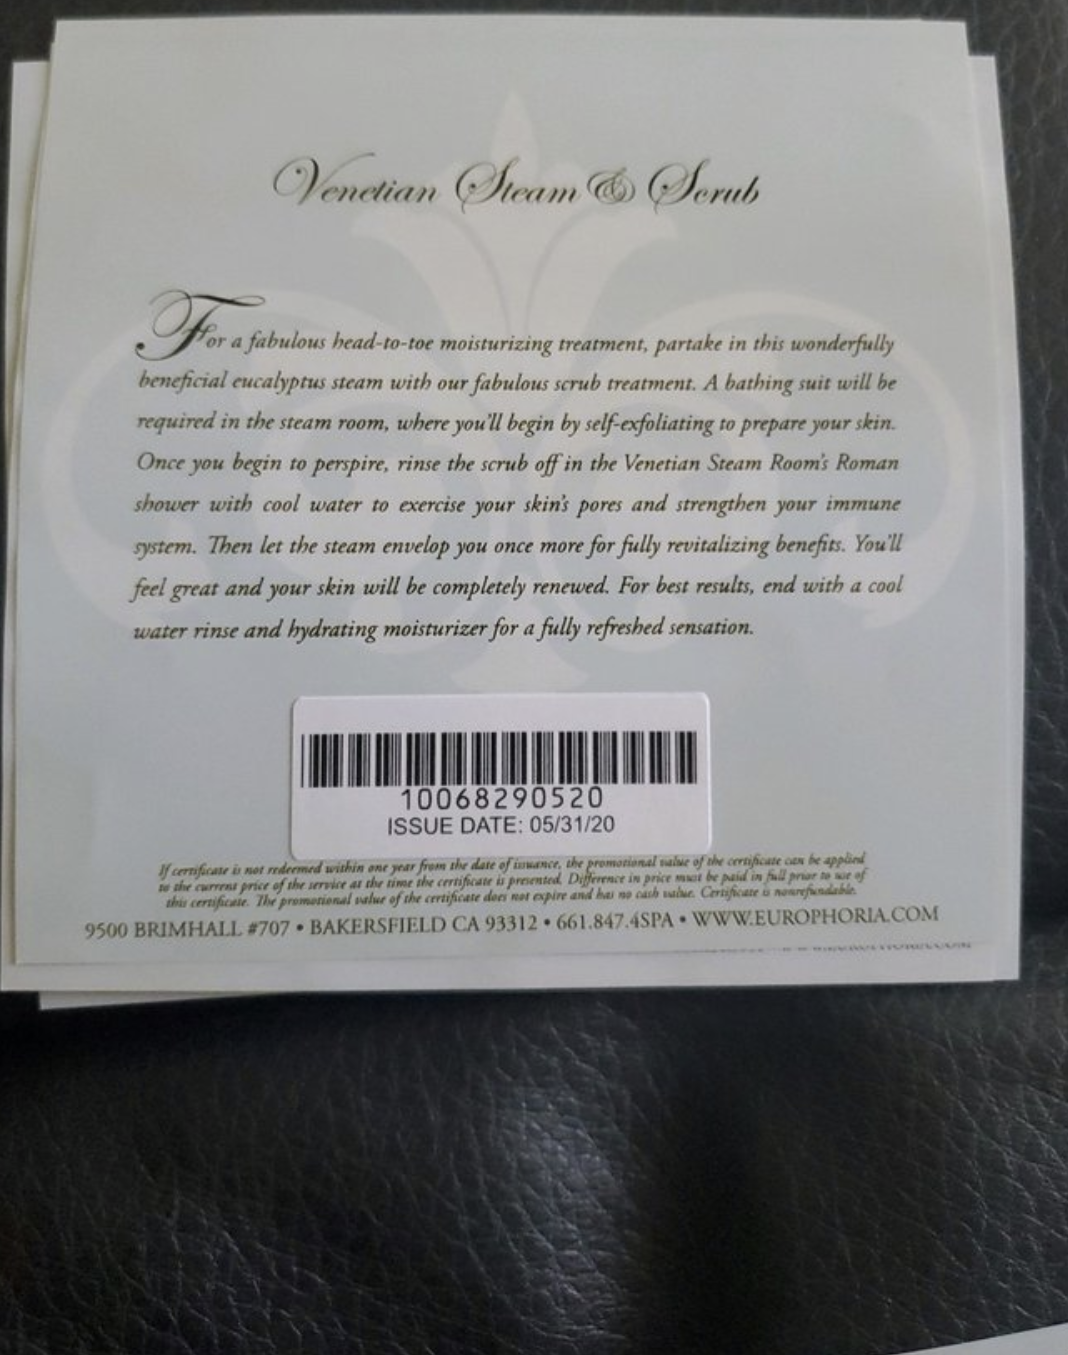 Venetian Steam & Scrub
For a fabulous head-to-toe moisturizing treatment, partake in this wonderfully
beneficial eucalyptus steam with our fabulous scrub treatment. A bathing suit will be
required in the steam room, where you'll begin by self-exfoliating to prepare your skin.
Once you begin to perspire, rinse the scrub off in the Venetian Steam Room's Roman
shower with cool water to exercise your skin's pores and strengthen your immune
system. Then let the steam envelop you once more for fully revitalizing benefits. You'll
feel great and your skin will be completely renewed. For best results, end with a cool
water rinse and hydrating moisturizer for a fully refreshed sensation.
10068290520
ISSUE DATE: 05/31/20
If certificate is not redeemed within one year from the date of issuance, the promotional value of the certificate can be applied
to the current price of the service at the time the certificate is presented. Difference in price must be paid in full prior to use of
this certificate. The promotional value of the certificate does not expire and has no cash value. Certificate is nonrefundable.
9500 BRIMHALL #707 • BAKERSFIELD CA 93312 • 661.847.4SPA • WWW.EUROPHORIA.COM